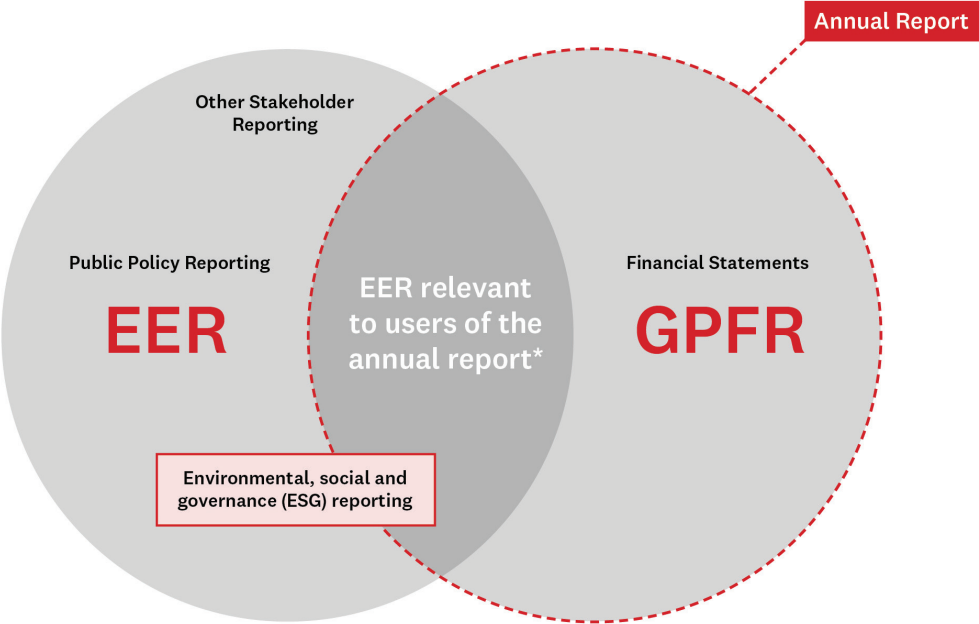 Annual Report
Other Stakeholder
Reporting
Public Policy Reporting
EER
EER relevant
to users of the
annual report*
Financial Statements
GPFR
Environmental, social and
governance (ESG) reporting